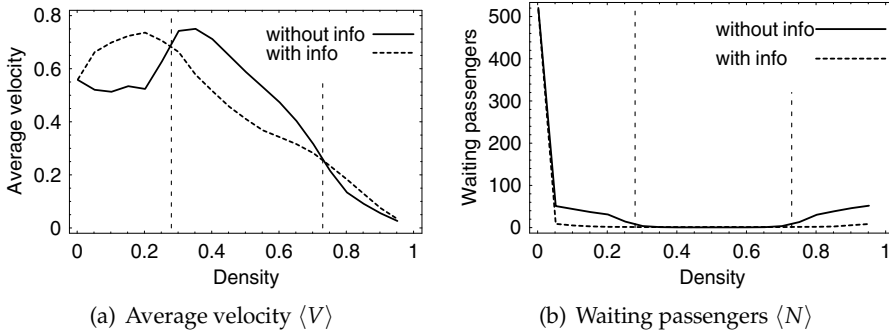 0.8
0.6
0.4
0.2
0
Average velocity
without info
with info
0 0.2 0.4 0.6 0.8 1
Density
(a) Average velocity ⟨V⟩
500
400
300
200
100
0
Waiting passengers
without info
with info
0 0.2 0.4 0.6 0.8 1
Density
(b) Waiting passengers ⟨N⟩